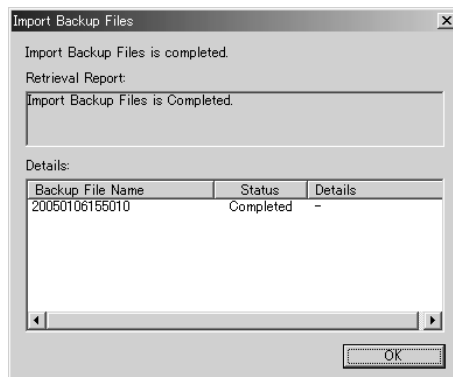 Import Backup Files
Import Backup Files is completed.
Retrieval Report:
Import Backup Files is Completed.
Details:
Backup File Name Status Details
20050106155010 Completed -
OK